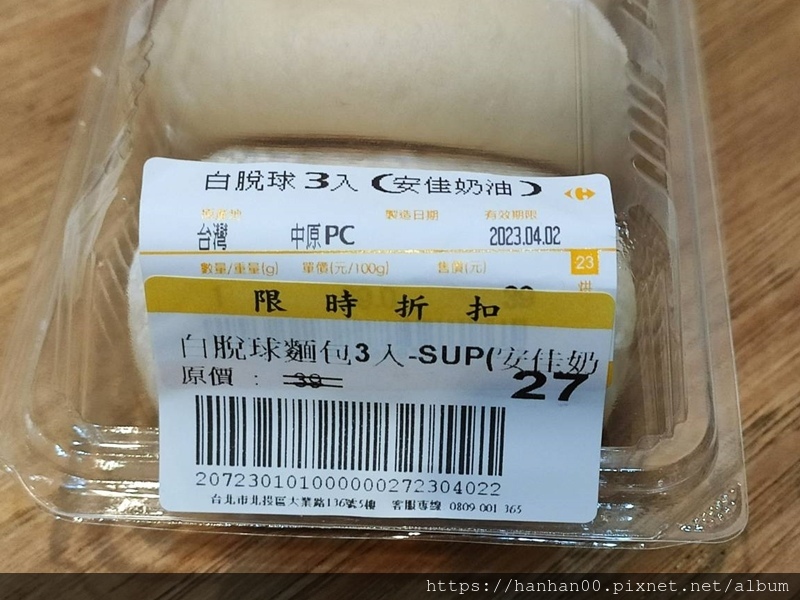 白脫球3入(安佳奶油)
原產地 製造日期 有效期限
台灣 中原PC 2023.04.02
數量/重量(g) 單價(元/100g) 售價(元) 23
烘
限時折扣
白脫球麵包3入-SUP(安佳奶
原價: 39 27
20723010100000272304022
台北市北投區大業路136號5樓 客服專線 0809 001 365
https://hanhan00.pixnet.net/album